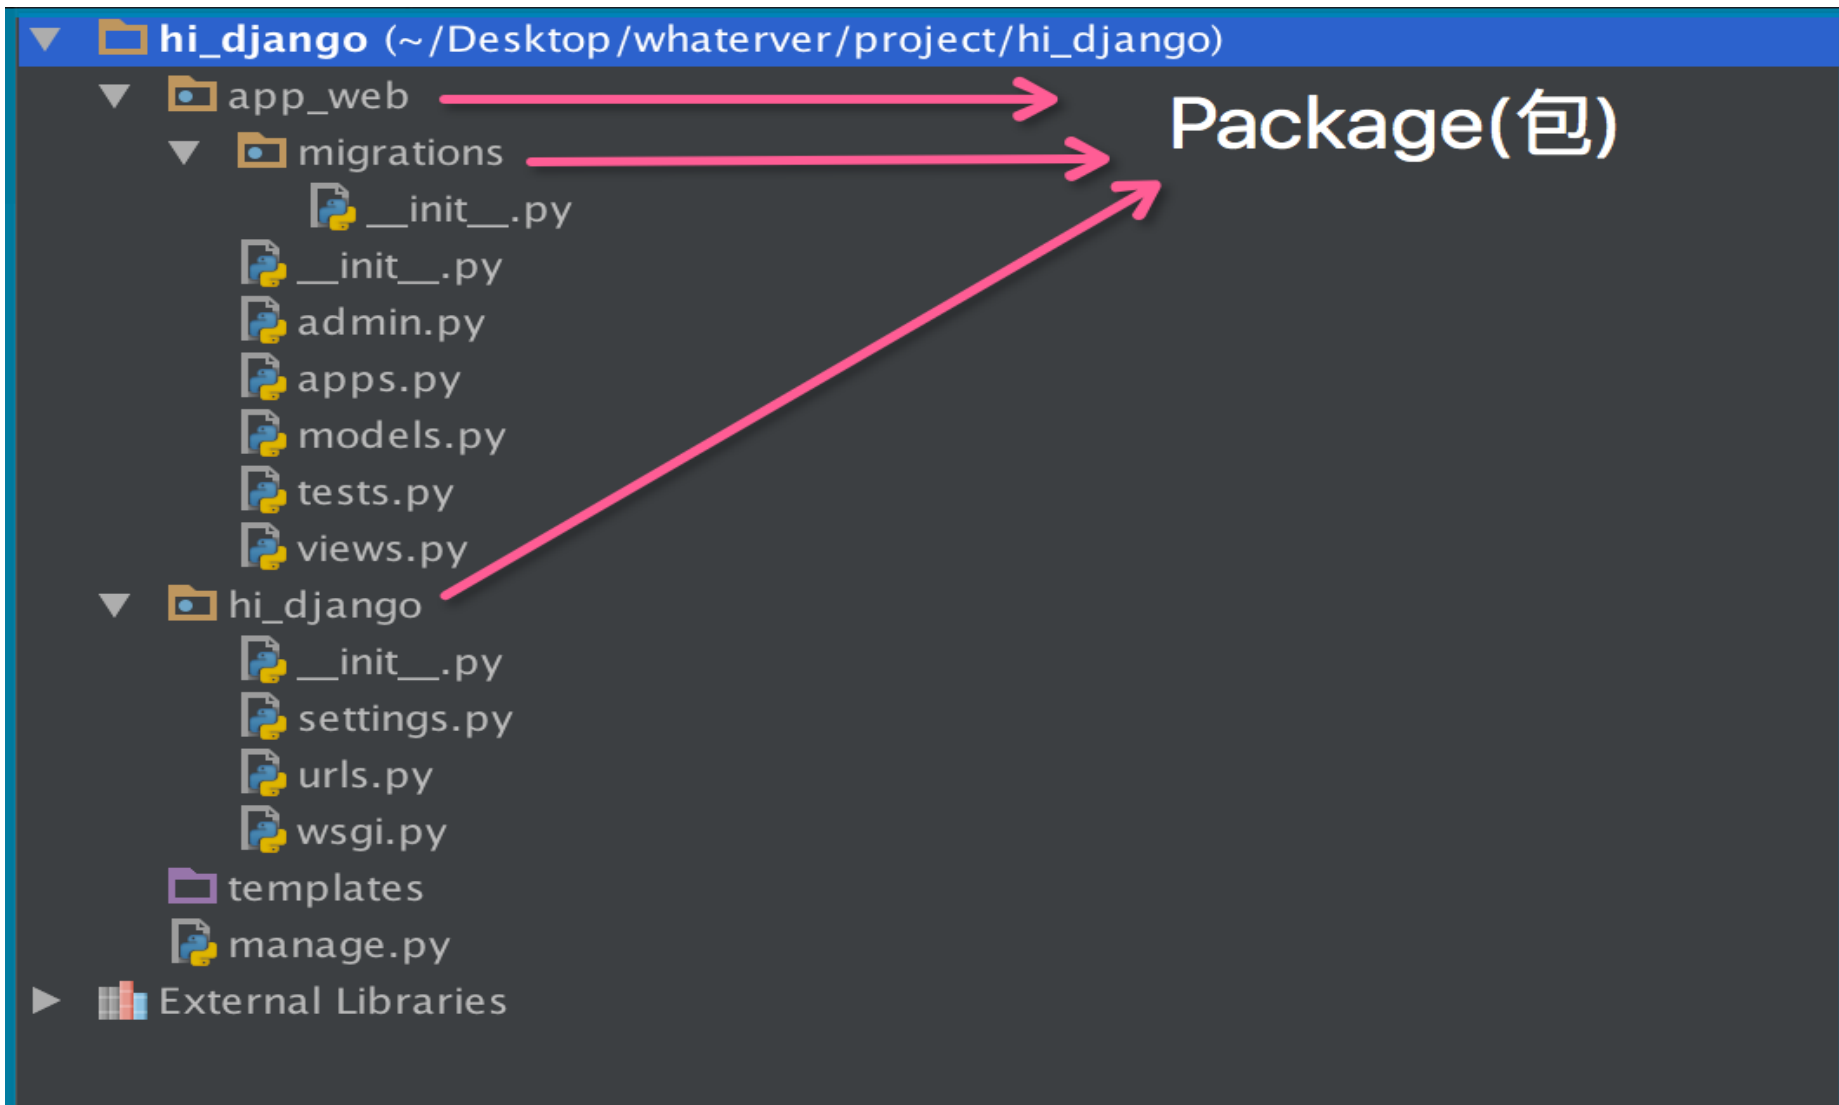 hi_django (~/Desktop/whaterver/project/hi_django)
app_web
Package(包)
migrations
__init__.py
__init__.py
admin.py
apps.py
models.py
tests.py
views.py
hi_django
__init__.py
settings.py
urls.py
wsgi.py
templates
manage.py
External Libraries